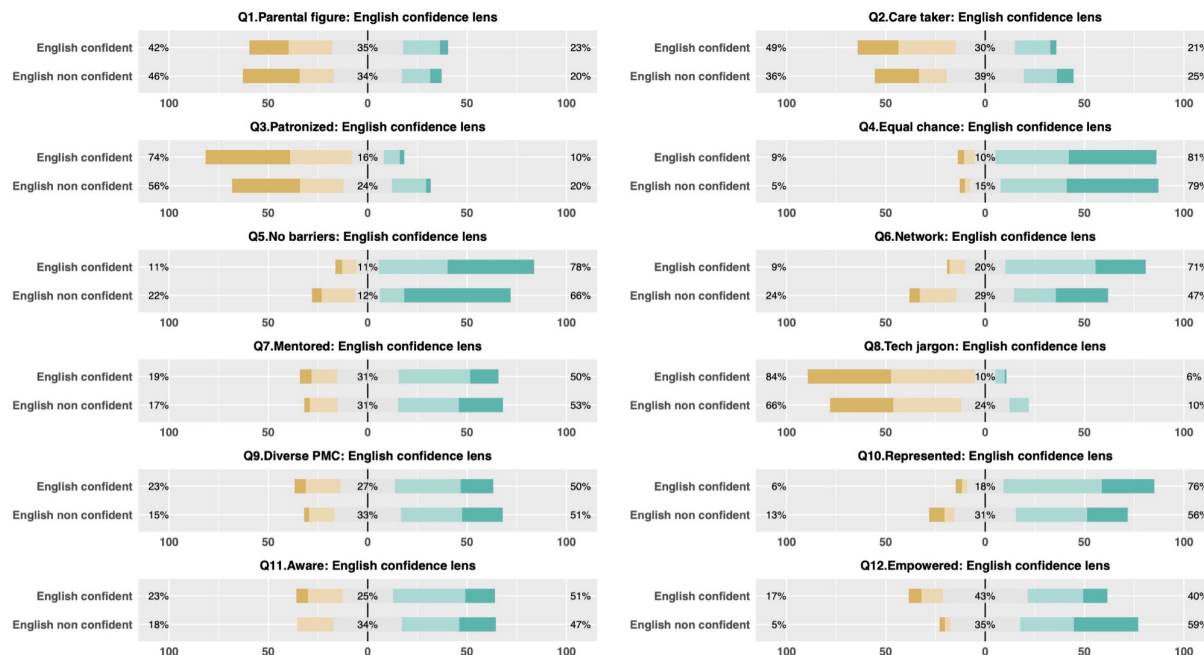 Q1.Parental figure: English confidence lens
English confident 42% 35% 23%
English non confident 46% 34% 20%
100 50 0 50 100
Q2.Care taker: English confidence lens
English confident 49% 30% 21%
English non confident 36% 39% 25%
100 50 0 50 100
Q3.Patronized: English confidence lens
English confident 74% 16% 10%
English non confident 56% 24% 20%
100 50 0 50 100
Q4.Equal chance: English confidence lens
English confident 9% 10% 81%
English non confident 5% 15% 79%
100 50 0 50 100
Q5.No barriers: English confidence lens
English confident 11% 11% 78%
English non confident 22% 12% 66%
100 50 0 50 100
Q6.Network: English confidence lens
English confident 9% 20% 71%
English non confident 24% 29% 47%
100 50 0 50 100
Q7.Mentored: English confidence lens
English confident 19% 31% 50%
English non confident 17% 31% 53%
100 50 0 50 100
Q8.Tech jargon: English confidence lens
English confident 84% 10% 6%
English non confident 66% 24% 10%
100 50 0 50 100
Q9.Diverse PMC: English confidence lens
English confident 23% 27% 50%
English non confident 15% 33% 51%
100 50 0 50 100
Q10.Represented: English confidence lens
English confident 6% 18% 76%
English non confident 13% 31% 56%
100 50 0 50 100
Q11.Aware: English confidence lens
English confident 23% 25% 51%
English non confident 18% 34% 47%
100 50 0 50 100
Q12.Empowered: English confidence lens
English confident 17% 43% 40%
English non confident 5% 35% 59%
100 50 0 50 100